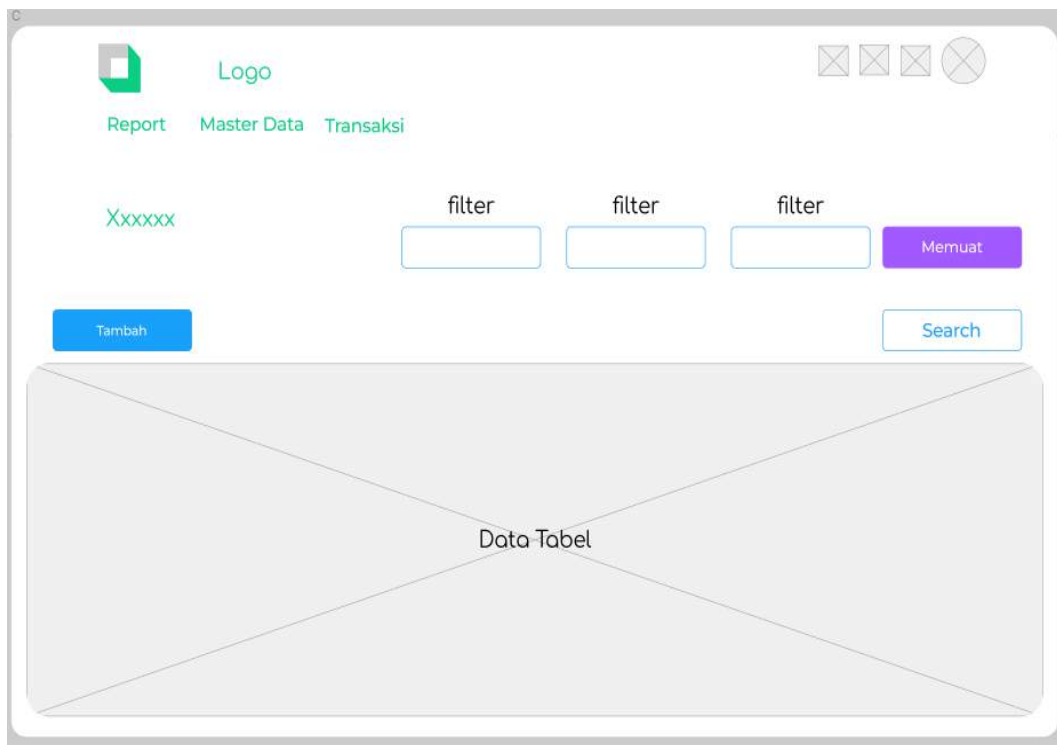 C
Logo
Report Master Data Transaksi
Xxxxxx
filter filter filter
Memuat
Tambah
Search
Data Tabel